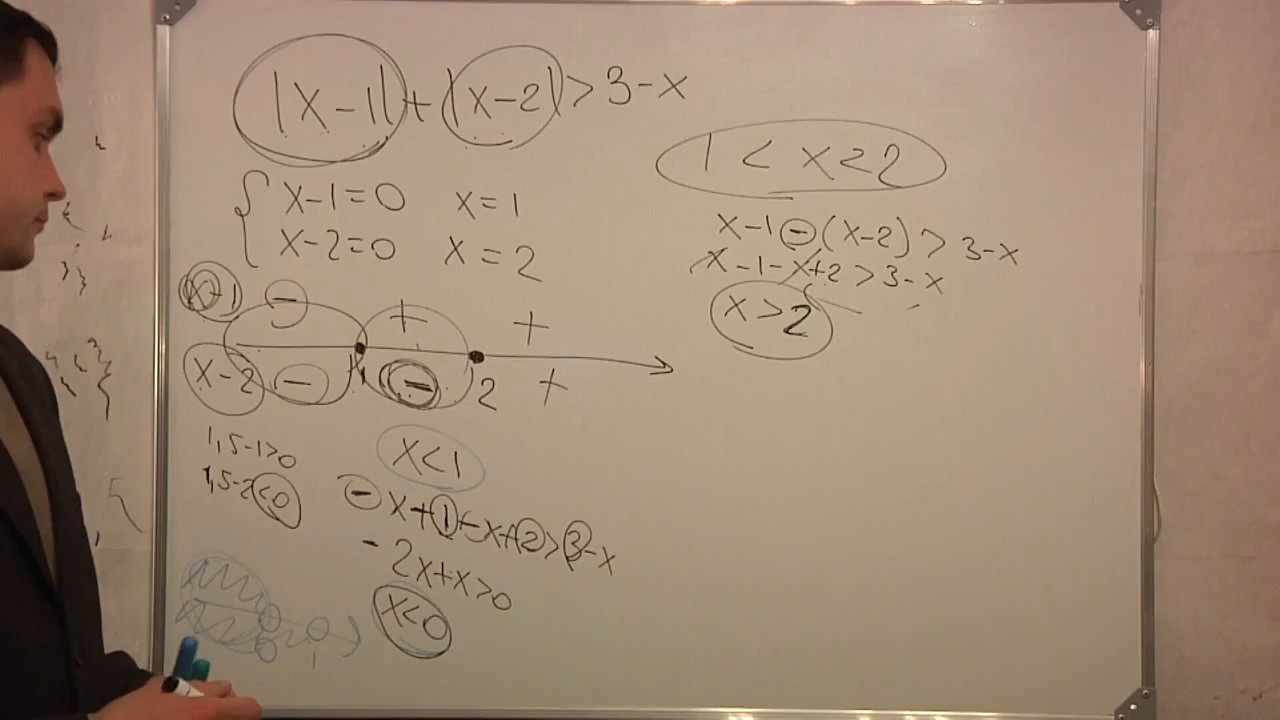 |x-1|+|x-2|>3-x
{ x-1=0 x=1
x-2=0 x=2
x-1 - + +
x-2 - - +
1 2
1,5-1>0
1,5-2<0
x<1
-x+1-x+2>3-x
-2x+x>0
x<0
1
1<x≤2
x-1-(x-2)>3-x
x-1-x+2>3-x
x>2